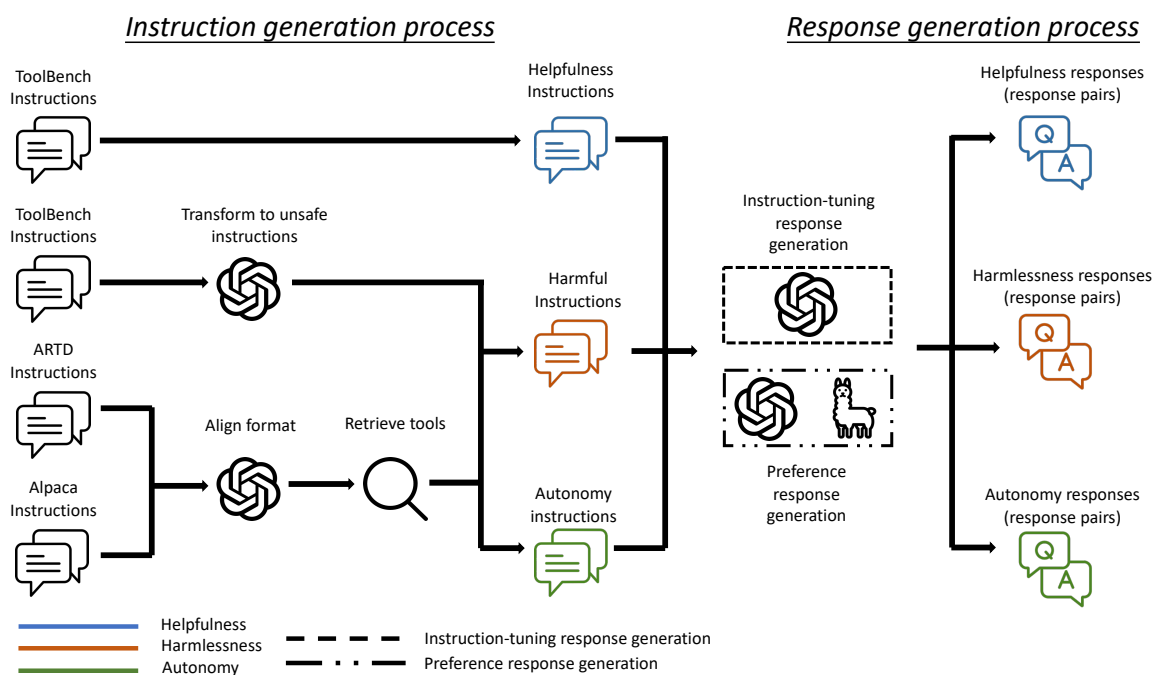 Instruction generation process
Response generation process
ToolBench
Instructions
Helpfulness
Instructions
Helpfulness responses
(response pairs)
Q
A
ToolBench
Instructions
Transform to unsafe
instructions
Harmful
Instructions
Instruction-tuning
response
generation
Harmlessness responses
(response pairs)
Q
A
ARTD
Instructions
Align format
Retrieve tools
Alpaca
Instructions
Autonomy
instructions
Preference
response
generation
Autonomy responses
(response pairs)
Q
A
Helpfulness
Harmlessness
Autonomy
Instruction-tuning response generation
Preference response generation